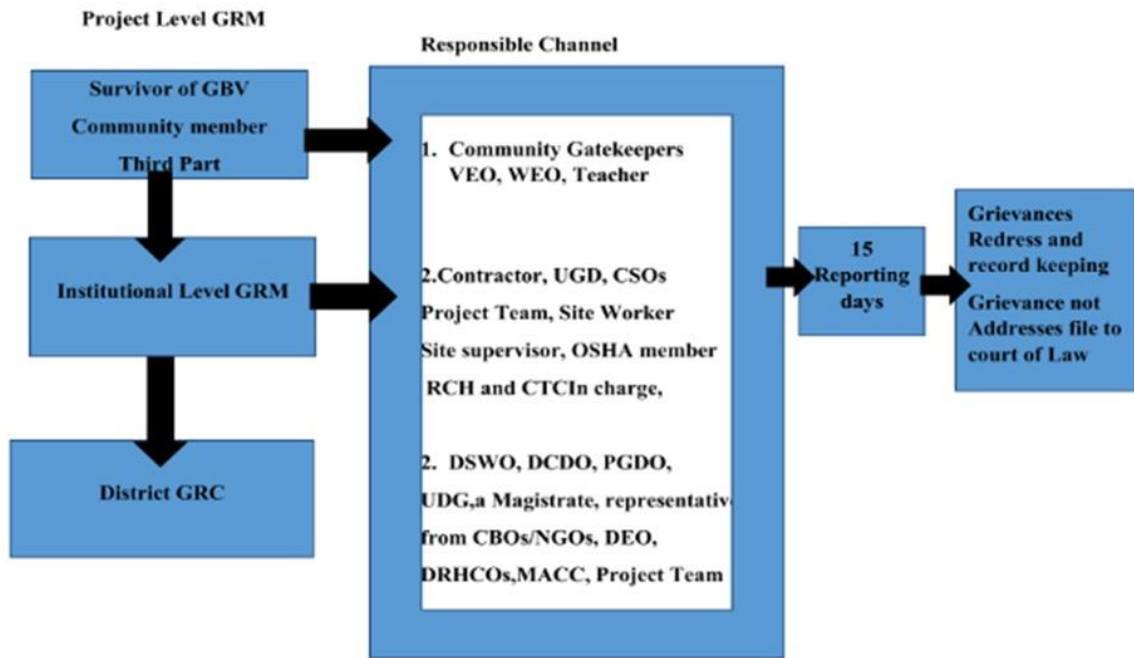 Project Level GRM
Survivor of GBV
Community member
Third Part
Institutional Level GRM
District GRC
Responsible Channel
1. Community Gatekeepers
VEO, WEO, Teacher
2.Contractor, UGD, CSOs
Project Team, Site Worker
Site supervisor, OSHA member
RCH and CTCIn charge,
2. DSWO, DCDO, PGDO,
UDG,a Magistrate, representativ
from CBOs/NGOs, DEO,
DRHCOs,MACC, Project Team
15
Reporting
days
Grievances
Redress and
record keeping
Grievance not
Addresses file to
court of Law